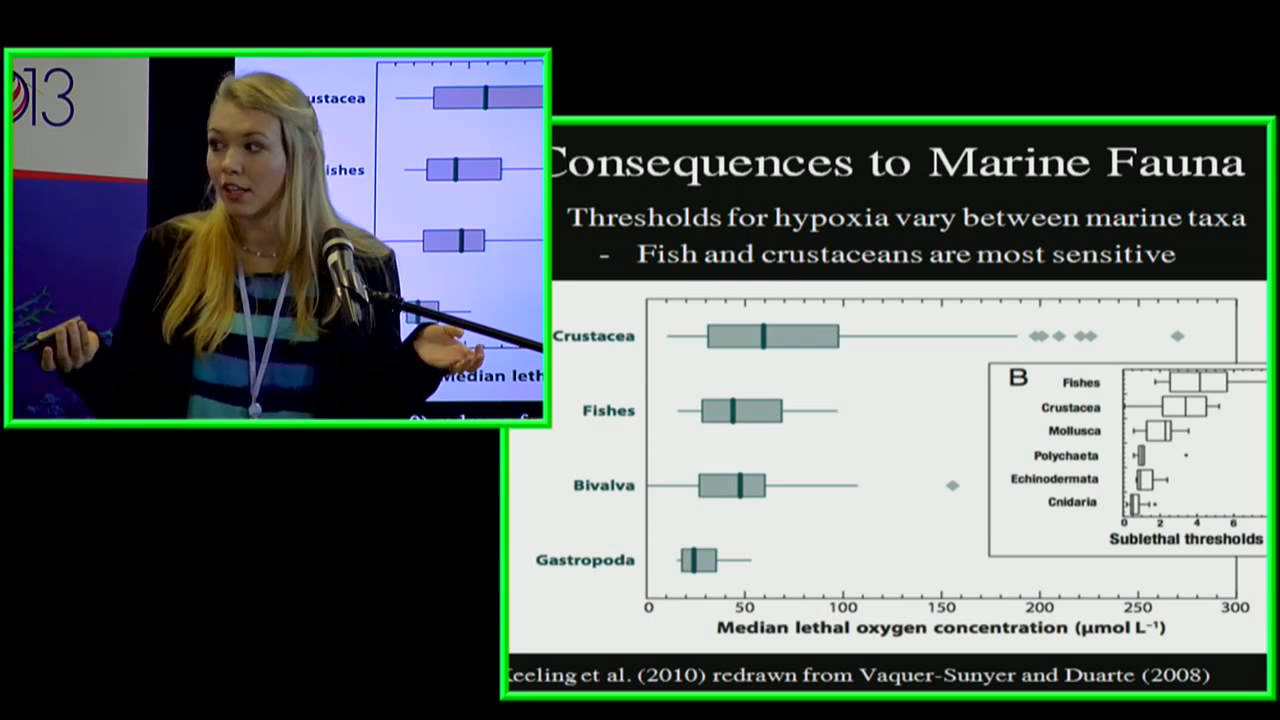 13
ustacea
ishes
Median leth
Consequences to Marine Fauna
Thresholds for hypoxia vary between marine taxa
- Fish and crustaceans are most sensitive
Crustacea
Fishes
Bivalva
Gastropoda
0 50 100 150 200 250 300
Median lethal oxygen concentration (µmol L⁻¹)
B
Fishes
Crustacea
Mollusca
Polychaeta
Echinodermata
Cnidaria
0 2 4 6
Sublethal thresholds
Keeling et al. (2010) redrawn from Vaquer-Sunyer and Duarte (2008)